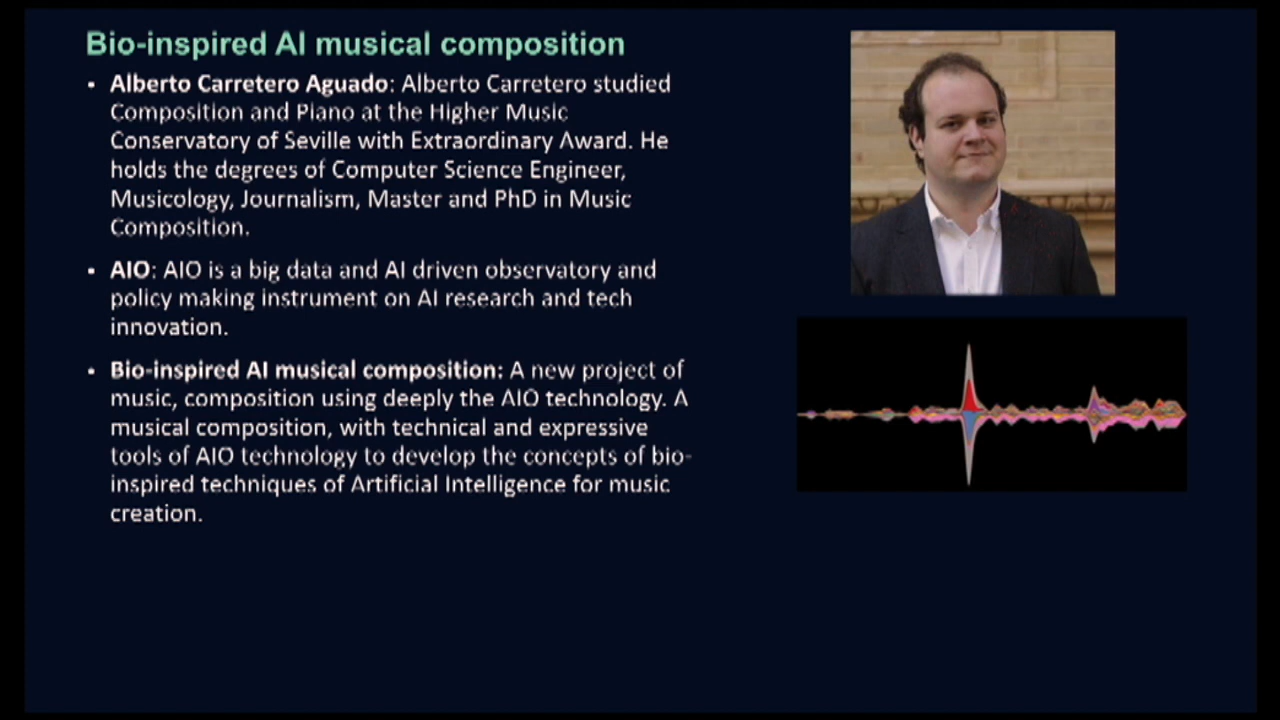 Bio-inspired AI musical composition
▪ Alberto Carretero Aguado: Alberto Carretero studied
Composition and Piano at the Higher Music
Conservatory of Seville with Extraordinary Award. He
holds the degrees of Computer Science Engineer,
Musicology, Journalism, Master and PhD in Music
Composition.
▪ AIO: AIO is a big data and AI driven observatory and
policy making instrument on AI research and tech
innovation.
▪ Bio-inspired AI musical composition: A new project of
music, composition using deeply the AIO technology. A
musical composition, with technical and expressive
tools of AIO technology to develop the concepts of bio-
inspired techniques of Artificial Intelligence for music
creation.